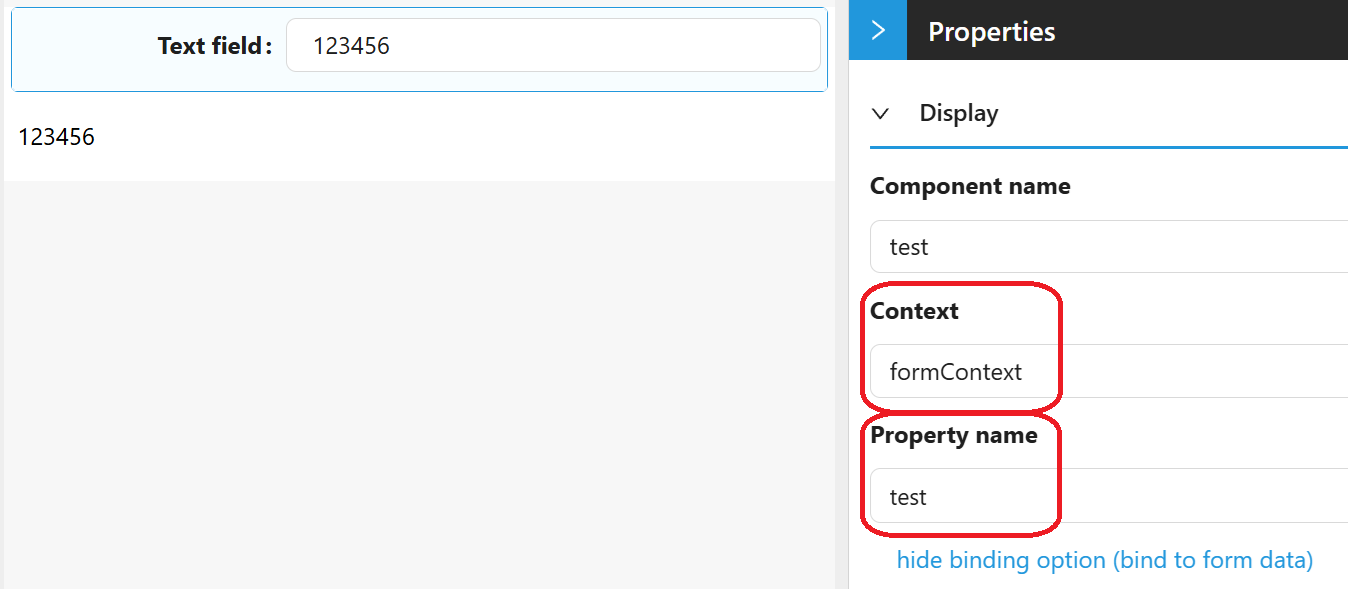 Text field:
123456
123456
Properties
Display
Component name
test
Context
formContext
Property name
test
hide binding option (bind to form data)